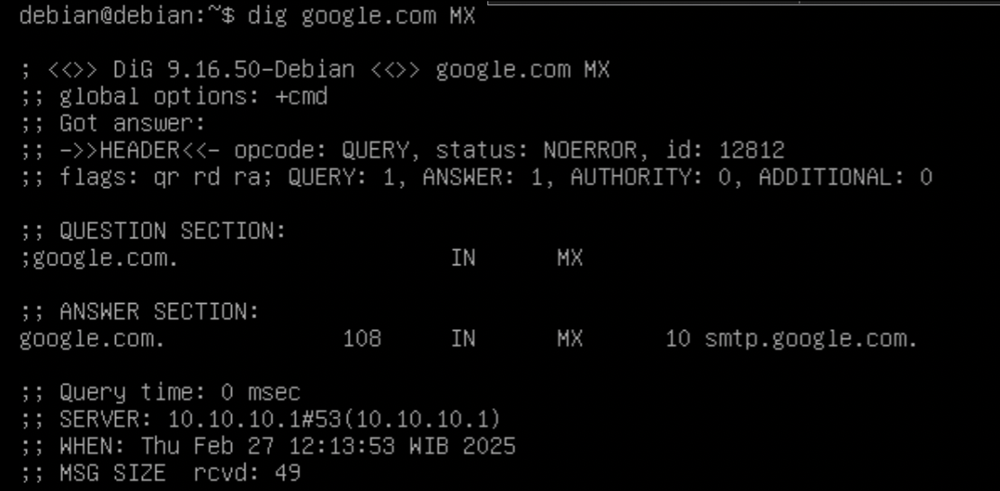 debian@debian:~$ dig google.com MX
; <<>> DiG 9.16.50-Debian <<>> google.com MX
;; global options: +cmd
;; Got answer:
;; ->>HEADER<<- opcode: QUERY, status: NOERROR, id: 12812
;; flags: qr rd ra; QUERY: 1, ANSWER: 1, AUTHORITY: 0, ADDITIONAL: 0
;; QUESTION SECTION:
;google.com. IN MX
;; ANSWER SECTION:
google.com. 108 IN MX 10 smtp.google.com.
;; Query time: 0 msec
;; SERVER: 10.10.10.1#53(10.10.10.1)
;; WHEN: Thu Feb 27 12:13:53 WIB 2025
;; MSG SIZE  rcvd: 49